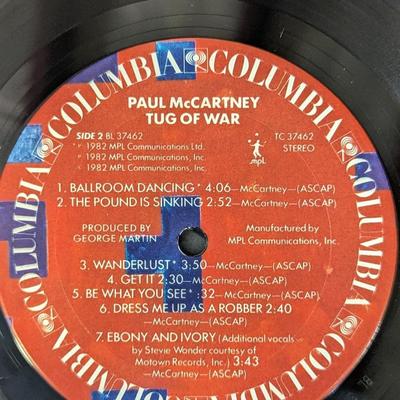 COLUMBIA COLUMBIA COLUMBIA COLUMBIA COLUMBIA COLUMBIA
PAUL McCARTNEY
TUG OF WAR
SIDE 2 BL 37462
TC 37462
* ℗ 1982 MPL Communications Ltd.
STEREO
℗ 1982 MPL Communications, Inc.
© 1982 MPL Communications, Inc.
mpl
1. BALLROOM DANCING * 4:06—McCartney—(ASCAP)
2. THE POUND IS SINKING * 2:52—McCartney—(ASCAP)
PRODUCED BY
GEORGE MARTIN
Manufactured by
MPL Communications, Inc.
3. WANDERLUST * 3:50—McCartney—(ASCAP)
4. GET IT 2:30—McCartney—(ASCAP)
5. BE WHAT YOU SEE * :32—McCartney—(ASCAP)
6. DRESS ME UP AS A ROBBER 2:40
—McCartney—(ASCAP)
7. EBONY AND IVORY (Additional vocals
by Stevie Wonder courtesy of
Motown Records, Inc.) 3:43
—McCartney—(ASCAP)